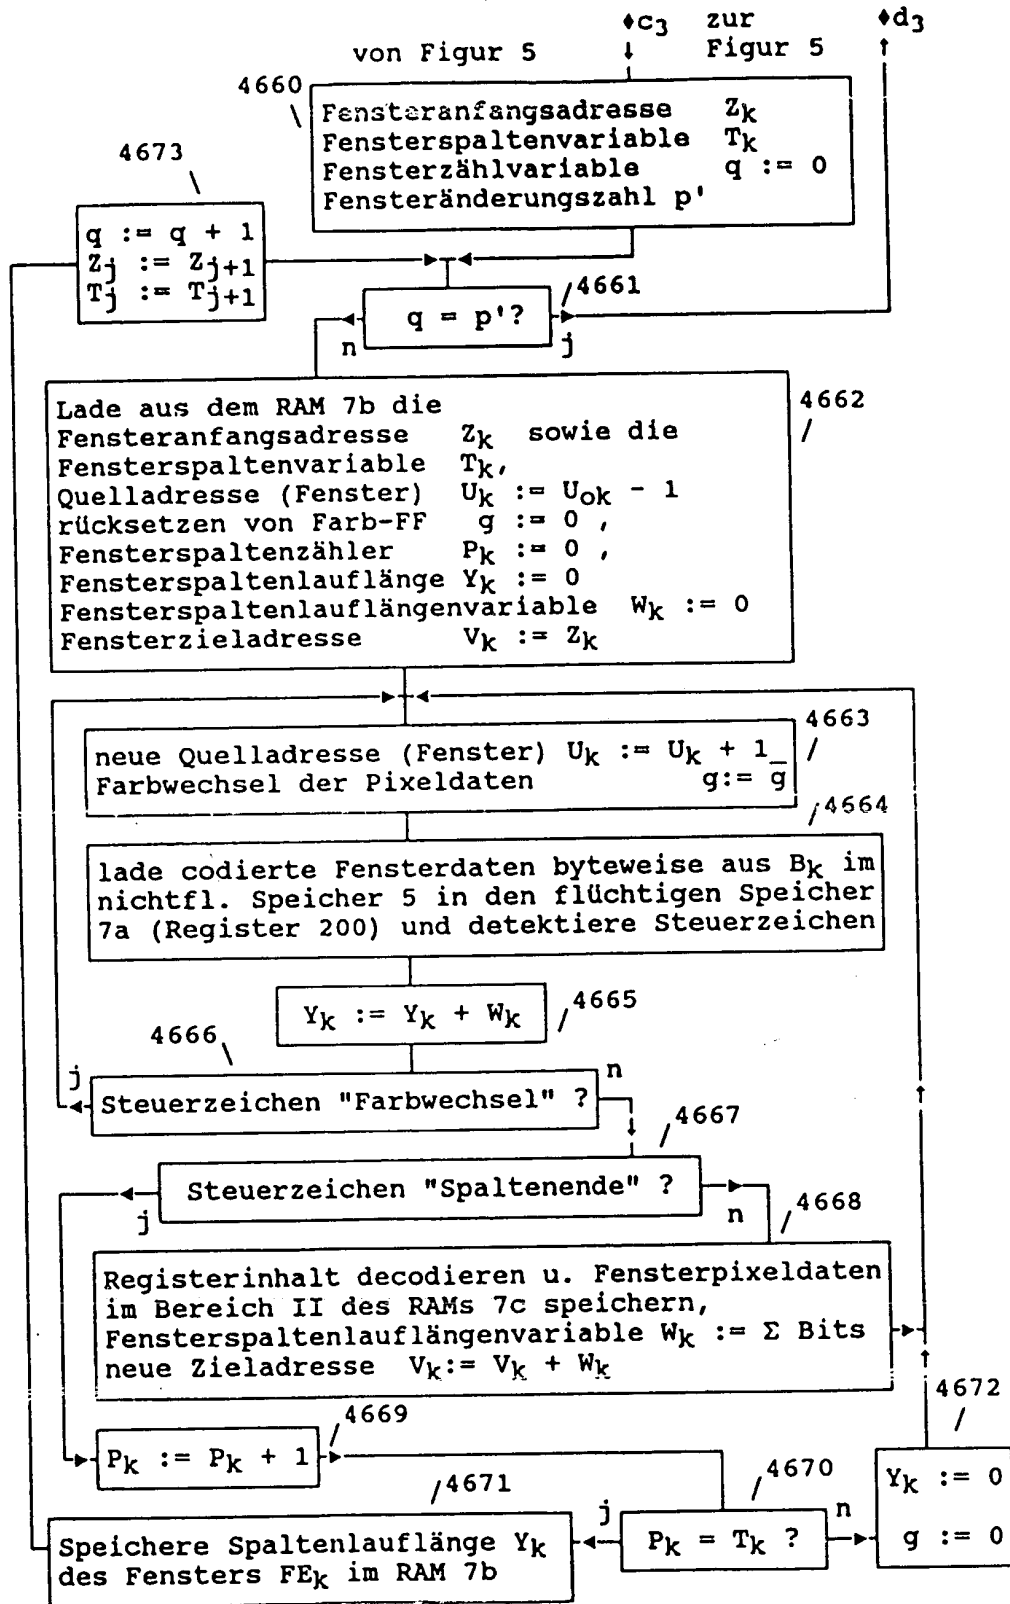 ♦c3 zur ♦d3
von Figur 5 Figur 5
4660
Fensteranfangsadresse Zk
Fensterspaltenvariable Tk
Fensterzählvariable q := 0
Fensteränderungszahl p'
4673
q := q + 1
Zj := Zj+1
Tj := Tj+1
4661
q = p'?
n j
4662
Lade aus dem RAM 7b die
Fensteranfangsadresse Zk sowie die
Fensterspaltenvariable Tk,
Quelladresse (Fenster) Uk := Uok - 1
rücksetzen von Farb-FF g := 0 ,
Fensterspaltenzähler Pk := 0 ,
Fensterspaltenlauflänge Yk := 0
Fensterspaltenlauflängenvariable Wk := 0
Fensterzieladresse Vk := Zk
4663
neue Quelladresse (Fenster) Uk := Uk + 1
Farbwechsel der Pixeldaten g:= g̅
4664
lade codierte Fensterdaten byteweise aus Bk im
nichtfl. Speicher 5 in den flüchtigen Speicher
7a (Register 200) und detektiere Steuerzeichen
4665
Yk := Yk + Wk
4666
j n
Steuerzeichen "Farbwechsel" ?
4667
Steuerzeichen "Spaltenende" ?
j n
4668
Registerinhalt decodieren u. Fensterpixeldaten
im Bereich II des RAMs 7c speichern,
Fensterspaltenlauflängenvariable Wk := Σ Bits
neue Zieladresse Vk:= Vk + Wk
4669
Pk := Pk + 1
4672
Yk := 0
g := 0
4670
j n
Pk = Tk ?
4671
Speichere Spaltenlauflänge Yk
des Fensters FEk im RAM 7b